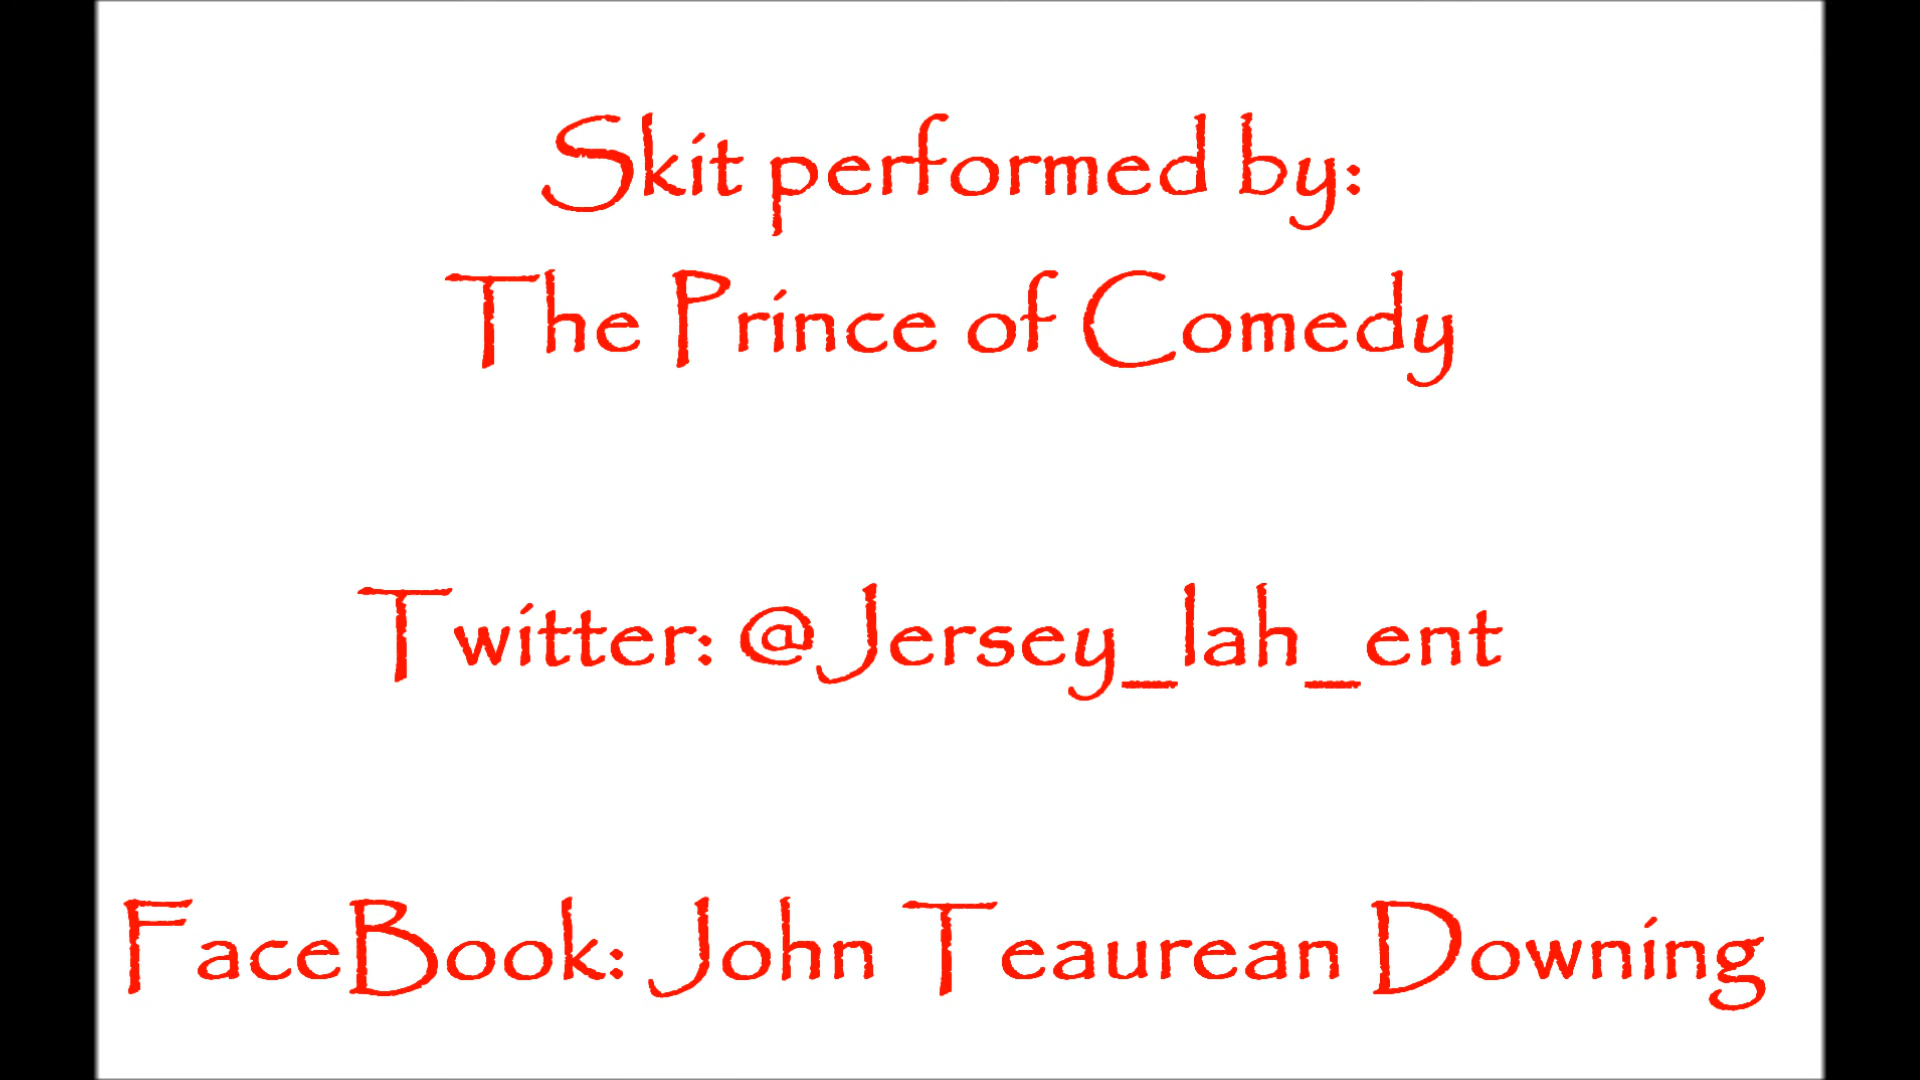 Skit performed by:
The Prince of Comedy
Twitter: @Jersey_lah_ent
FaceBook: John Teaurean Downing